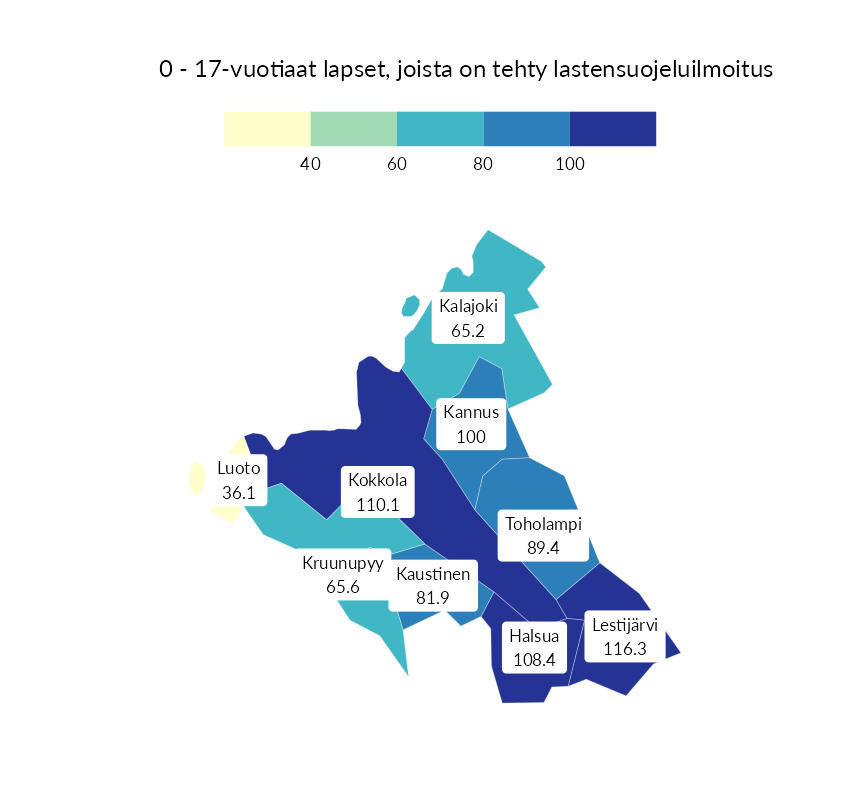 0 - 17-vuotiaat lapset, joista on tehty lastensuojeluilmoitus
40 60 80 100
Kalajoki
65.2
Kannus
100
Luoto
36.1
Kokkola
110.1
Toholampi
89.4
Kruunupyy
65.6
Kaustinen
81.9
Halsua
108.4
Lestijärvi
116.3